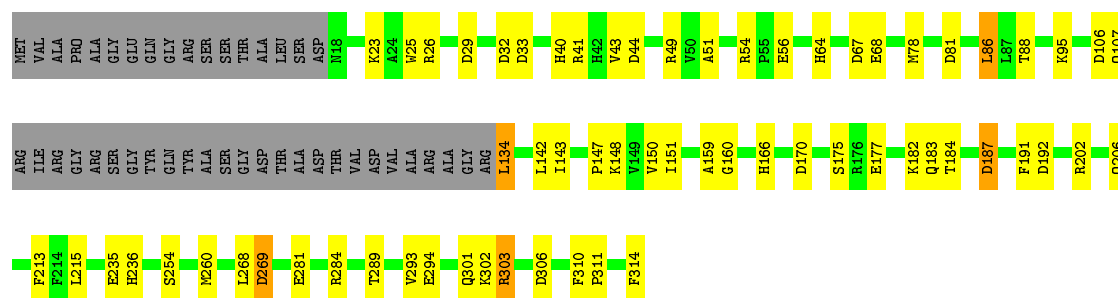 MET VAL ALA PRO ALA GLY GLU GLN GLY ARG SER SER THR ALA LEU SER ASP N18 K23 A24 W25 R26 D29 D32 D33 H40 R41 H42 V43 D44 R49 V50 A51 R54 P55 E56 H64 D67 E68 M78 D81 L86 L87 T88 K95 D106
ARG ILE ARG GLY ARG SER GLY TYR GLN TYR ALA SER GLY ASP THR ALA ASP THR VAL ASP VAL ALA ARG ALA GLY ARG L134 L142 I143 P147 K148 V149 V150 I151 A159 G160 H166 D170 S175 R176 E177 K182 Q183 T184 D187 F191 D192 R202
F213 F214 L215 E235 H236 S254 M260 L268 D269 E281 R284 T289 V293 E294 Q301 K302 R303 D306 F310 P311 F314